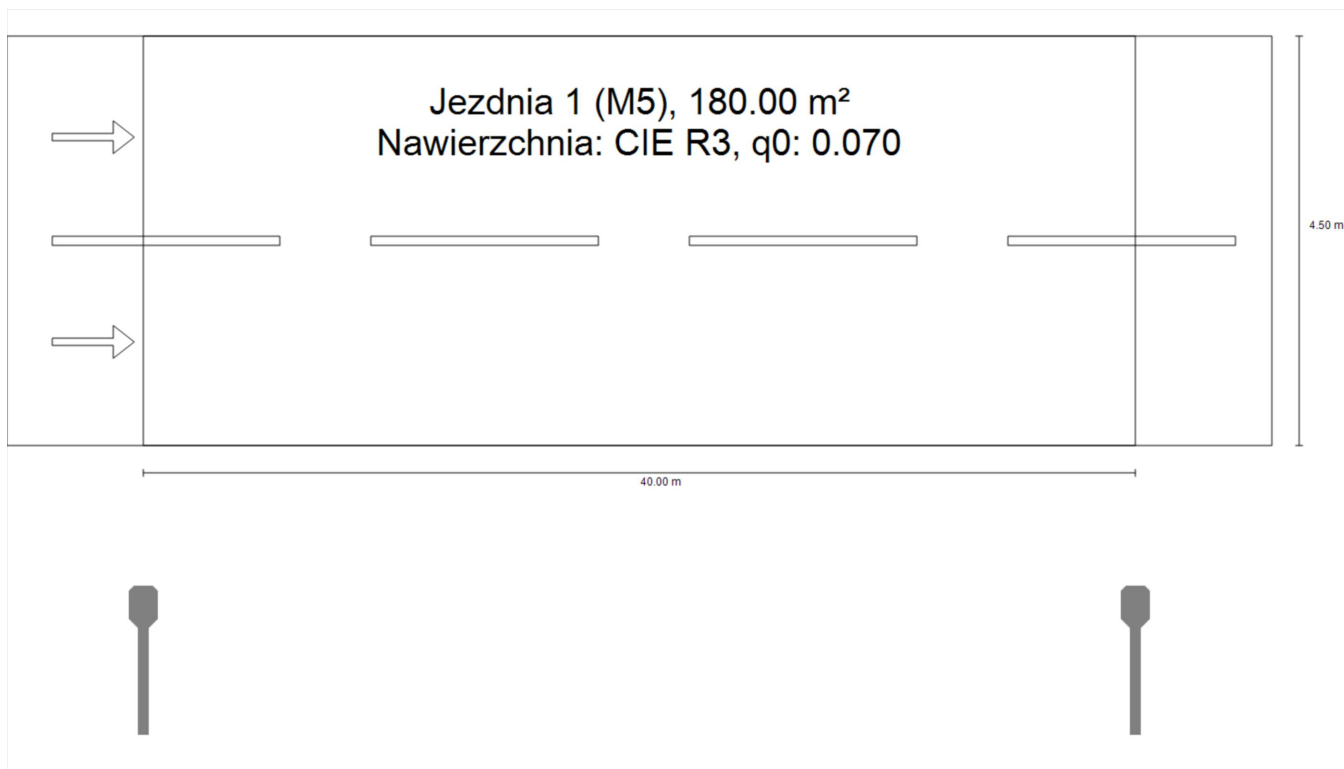 Jezdnia 1 (M5), 180.00 m²
Nawierzchnia: CIE R3, q0: 0.070
4.50 m
40.00 m